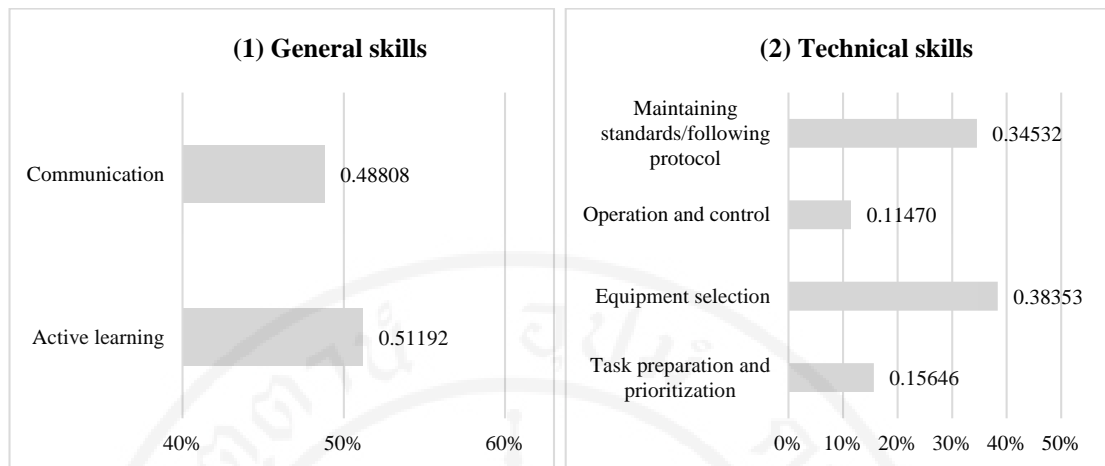 (1) General skills
Communication
0.48808
Active learning
0.51192
40%
50%
60%
(2) Technical skills
Maintaining
standards/following
protocol
0.34532
Operation and control
0.11470
Equipment selection
0.38353
Task preparation and
prioritization
0.15646
0%
10%
20%
30%
40%
50%